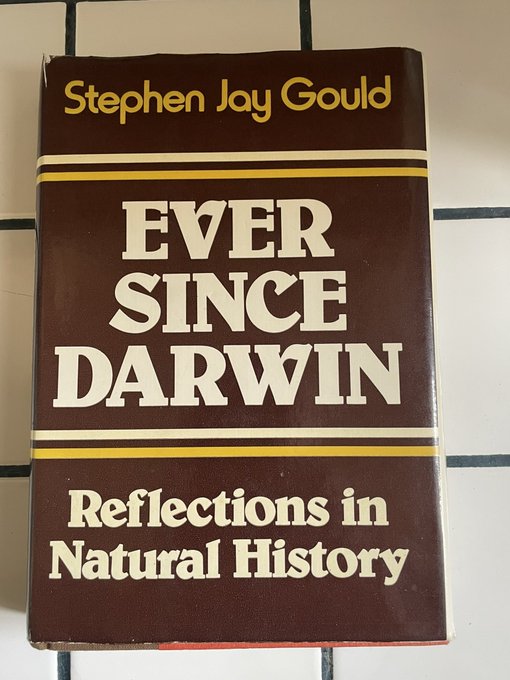 Stephen Jay Gould
EVER
SINCE
DARWIN
Reflections in
Natural History